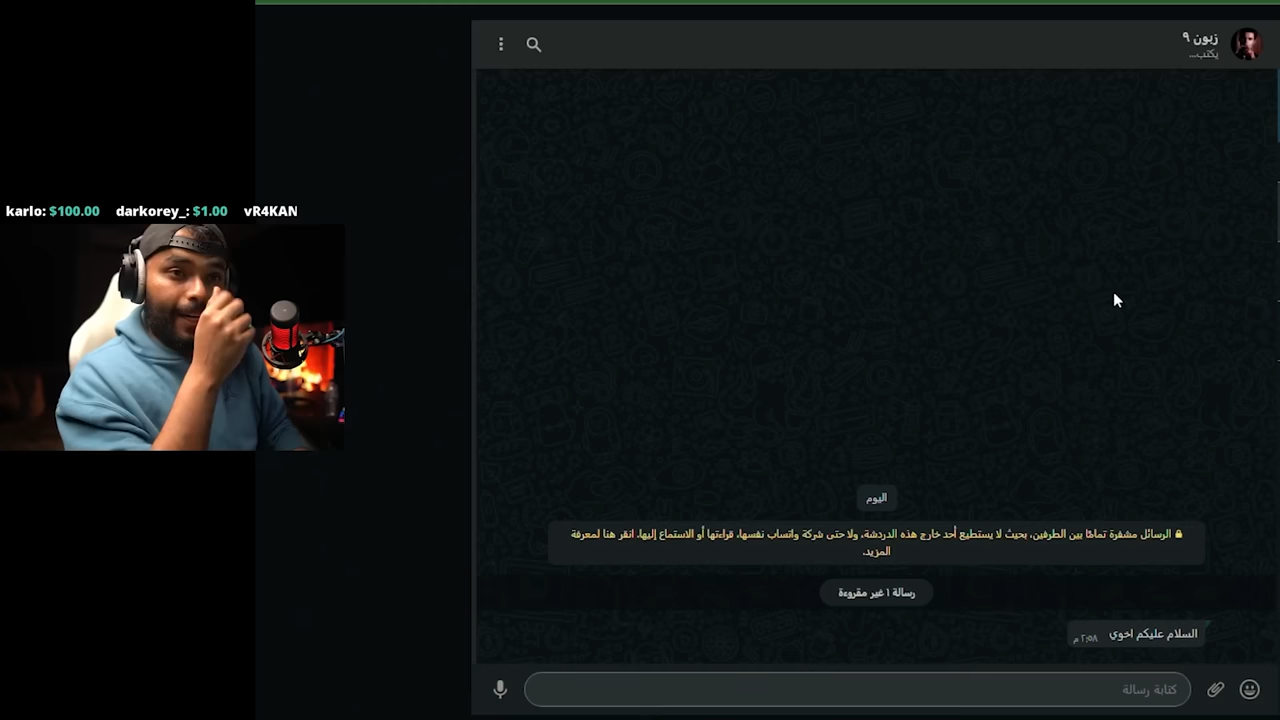 زبون ٩
يكتب...
karlo: $100.00 darkorey_: $1.00 vR4KAN
اليوم
الرسائل مشفرة تمامًا بين الطرفين، بحيث لا يستطيع أحد خارج هذه الدردشة، ولا حتى شركة واتساب نفسها، قراءتها أو الاستماع إليها. انقر هنا لمعرفة
المزيد.
رسالة ١ غير مقروءة
السلام عليكم اخوي
٢:٥٨ م
كتابة رسالة